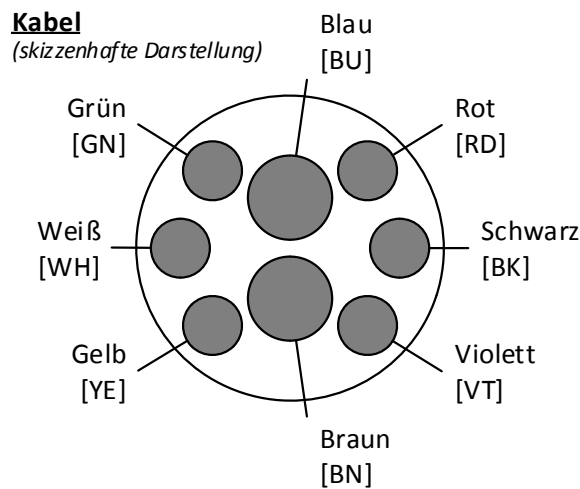 Kabel
(skizzenhafte Darstellung)
Blau
[BU]
Grün
[GN]
Rot
[RD]
Weiß
[WH]
Schwarz
[BK]
Gelb
[YE]
Violett
[VT]
Braun
[BN]